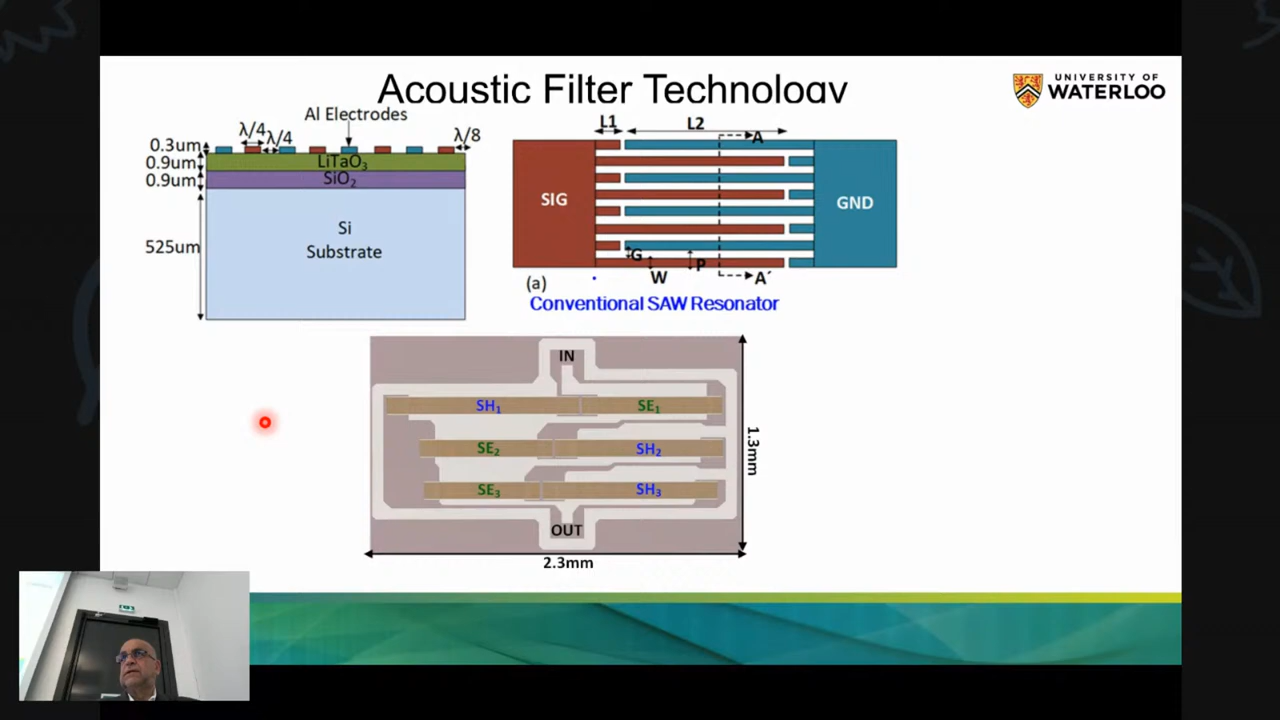 Acoustic Filter Technology
UNIVERSITY OF
WATERLOO
Al Electrodes
λ/4
λ/4
λ/8
0.3um
0.9um
LiTaO₃
0.9um
SiO₂
525um
Si
Substrate
L1
L2
A
SIG
GND
G
P
W
A´
(a)
Conventional SAW Resonator
IN
SH₁
SE₁
SE₂
SH₂
SE₃
SH₃
OUT
1.3mm
2.3mm